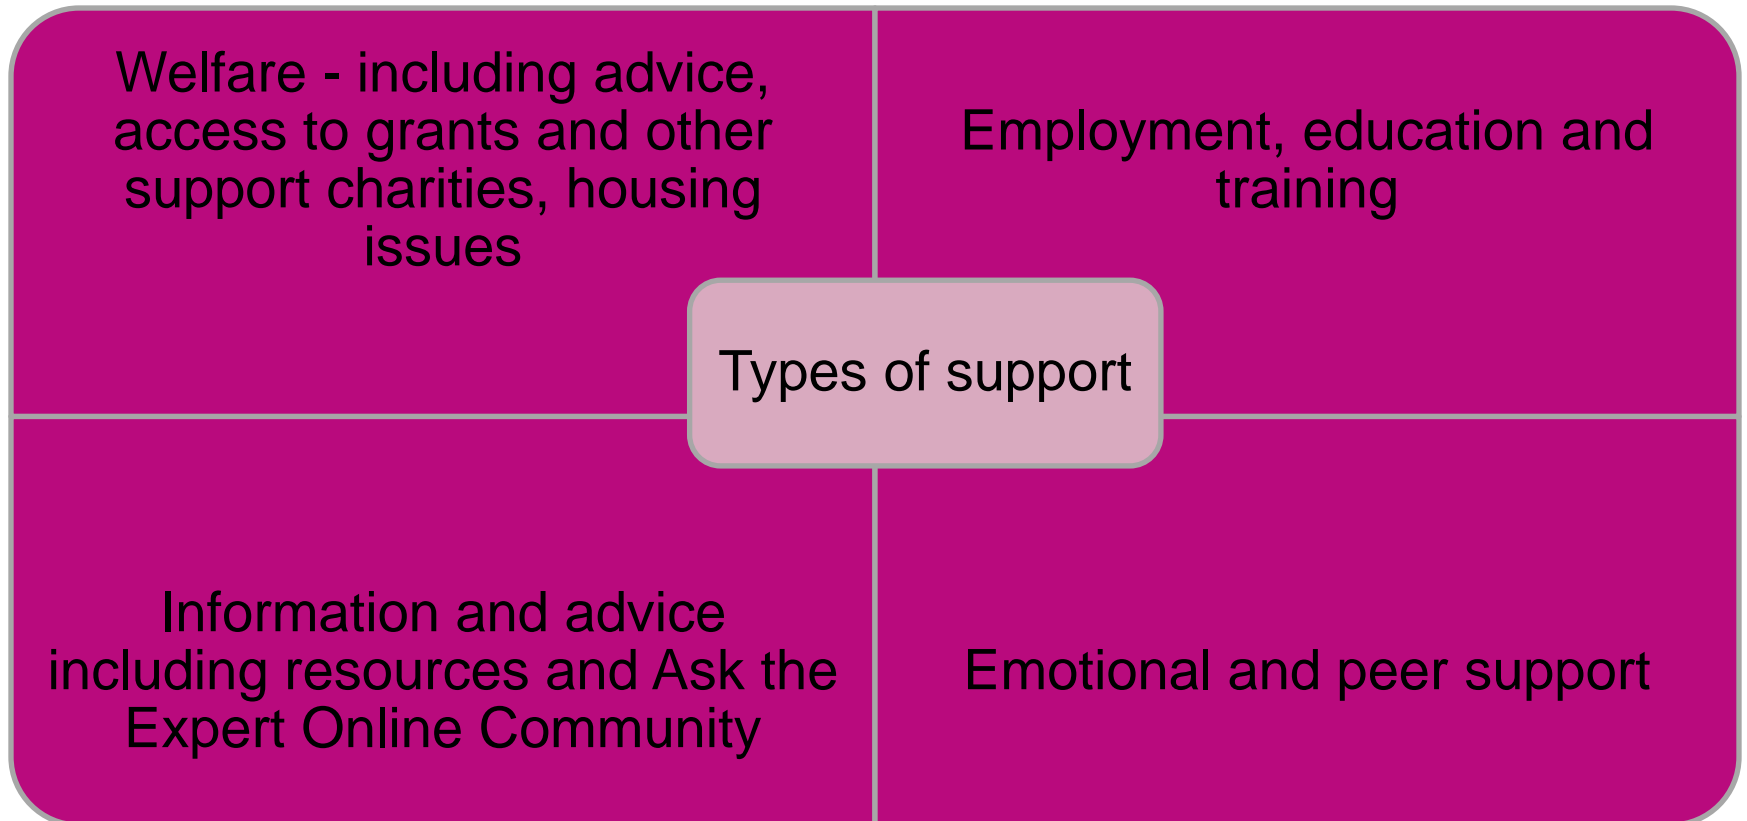 Welfare - including advice,
access to grants and other
support charities, housing
issues
Employment, education and
training
Types of support
Information and advice
including resources and Ask the
Expert Online Community
Emotional and peer support